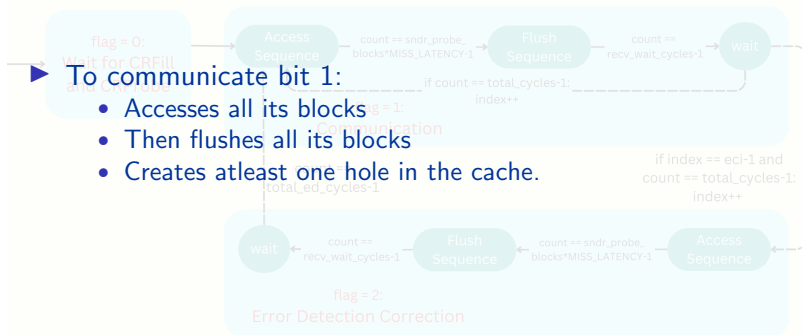 flag = 0:
Wait for CRFill
and CRProbe
Access
Sequence
count == sndr_probe_
blocks*MISS_LATENCY-1
Flush
Sequence
count ==
recv_wait_cycles-1
wait
To communicate bit 1:
if count == total_cycles-1:
index++
• Accesses all its blocks
flag = 1:
Communication
• Then flushes all its blocks
• Creates atleast one hole in the cache.
count ==
total_ed_cycles-1
if index == eci-1 and
count == total_cycles-1:
index++
wait
count ==
recv_wait_cycles-1
Flush
Sequence
count == sndr_probe_
blocks*MISS_LATENCY-1
Access
Sequence
flag = 2:
Error Detection Correction